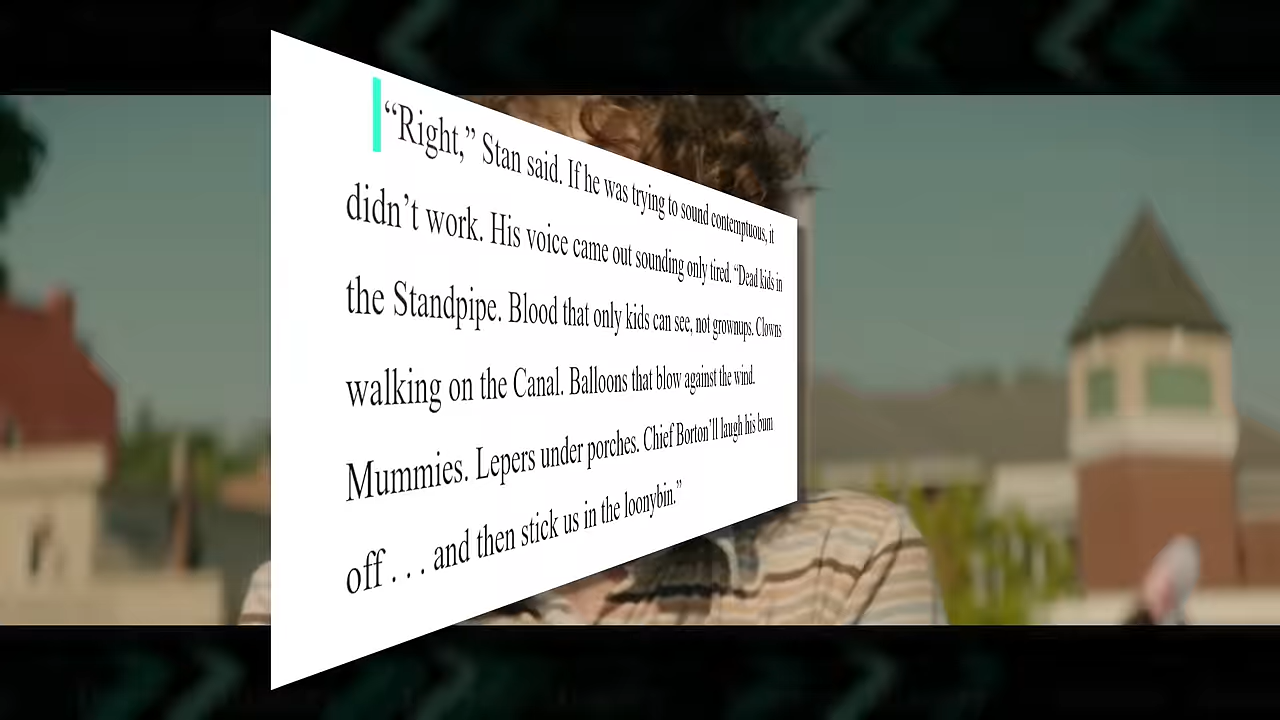 “Right,” Stan said. If he was trying to sound contemptuous, it
didn’t work. His voice came out sounding only tired. “Dead kids in
the Standpipe. Blood that only kids can see, not grownups. Clowns
walking on the Canal. Balloons that blow against the wind.
Mummies. Lepers under porches. Chief Borton’ll laugh his bum
off . . . and then stick us in the loonybin.”